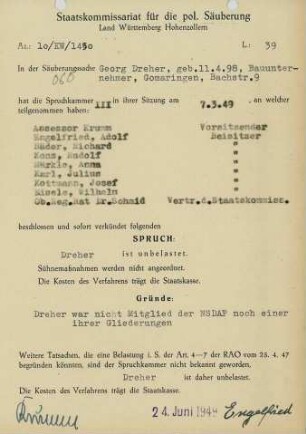 Staatskommissariat für die pol. Säuberung
Land Württemberg Hohenzollern
Az.: 10/KW/1450 L: 39
In der Säuberungssache Georg Dreher, geb.11.4.98, Bauunter-
nehmer, Gomaringen, Bachstr.9
060
hat die Spruchkammer III in ihrer Sitzung am 7.3.49, an welcher
teilgenommen haben:
Assessor Krumm Vorsitzender
Engelfried, Adolf Beisitzer
Bäder, Richard "
Kons, Rudolf "
Bürkle, Anna "
Karl, Julius "
Kottmann, Josef "
Eisele, Wilhelm "
Ob.Reg.Rat Dr.Schmid Vertr.d.Staatskommiss.
beschlossen und sofort verkündet folgenden
SPRUCH:
Dreher ist unbelastet.
Sühnemaßnahmen werden nicht angeordnet.
Die Kosten des Verfahrens trägt die Staatskasse.
Gründe:
Dreher war nicht Mitglied der NSDAP noch einer
ihrer Gliederungen
Weitere Tatsachen, die eine Belastung i. S. der Art. 4–7 der RAO vom 25. 4. 47
begründen könnten, sind der Spruchkammer nicht bekannt geworden.
Dreher ist daher unbelastet.
Die Kosten des Verfahrens trägt die Staatskasse.
Krumm 24. Juni 1949 Engelfried